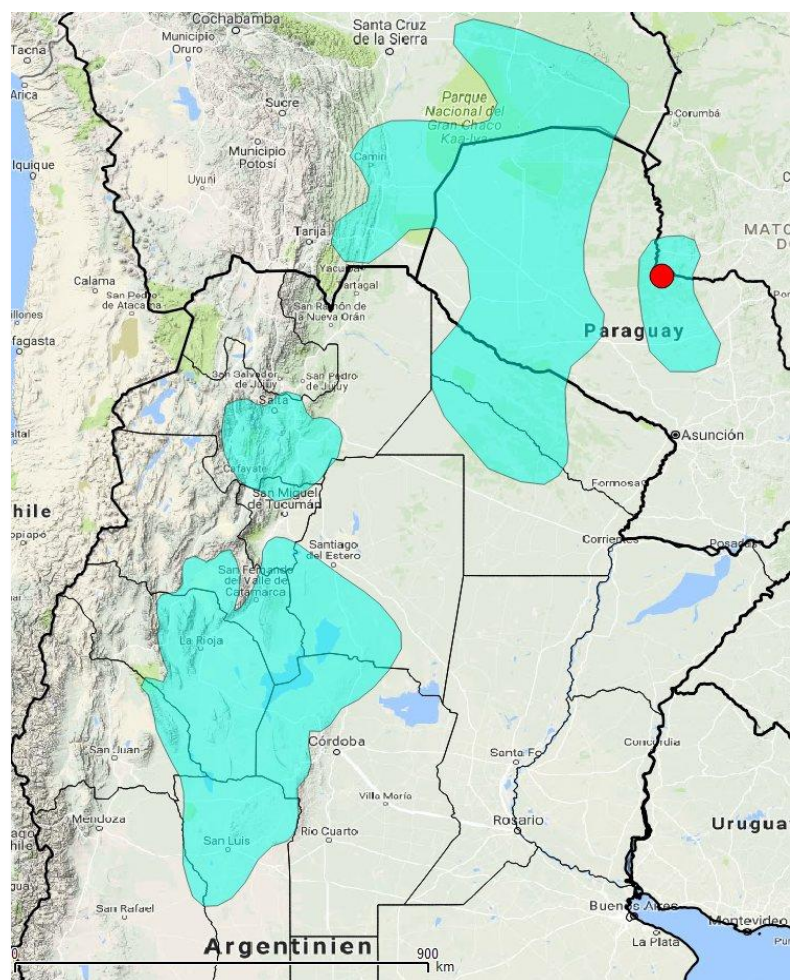 Cochabamba
Tacna
Municipio
Oruro
Santa Cruz
de la Sierra
Arica
Sucre
Parque
Nacional del
Gran Chaco
Kaa-Iya
Corumbá
Municipio
Potosí
Camiri
Iquique
Uyuni
Tarija
MATO
DO
Yacuiba
Tartagal
Calama
San Pedro
de Atacama
San Ramón de
la Nueva Orán
Paraguay
San Salvador
de Jujuy
San Pedro
de Jujuy
Salta
Asunción
Cafayate
San Miguel
de Tucumán
Formosa
hile
Corrientes
Posadas
Santiago
del Estero
San Fernando
del Valle de
Catamarca
La Rioja
San Juan
Córdoba
Santa Fe
Concordia
Villa María
Mendoza
Rosario
San Luis
Río Cuarto
Urugua
San Rafael
Buenos Aires
La Plata
Montevideo
Argentinien
0
900
km